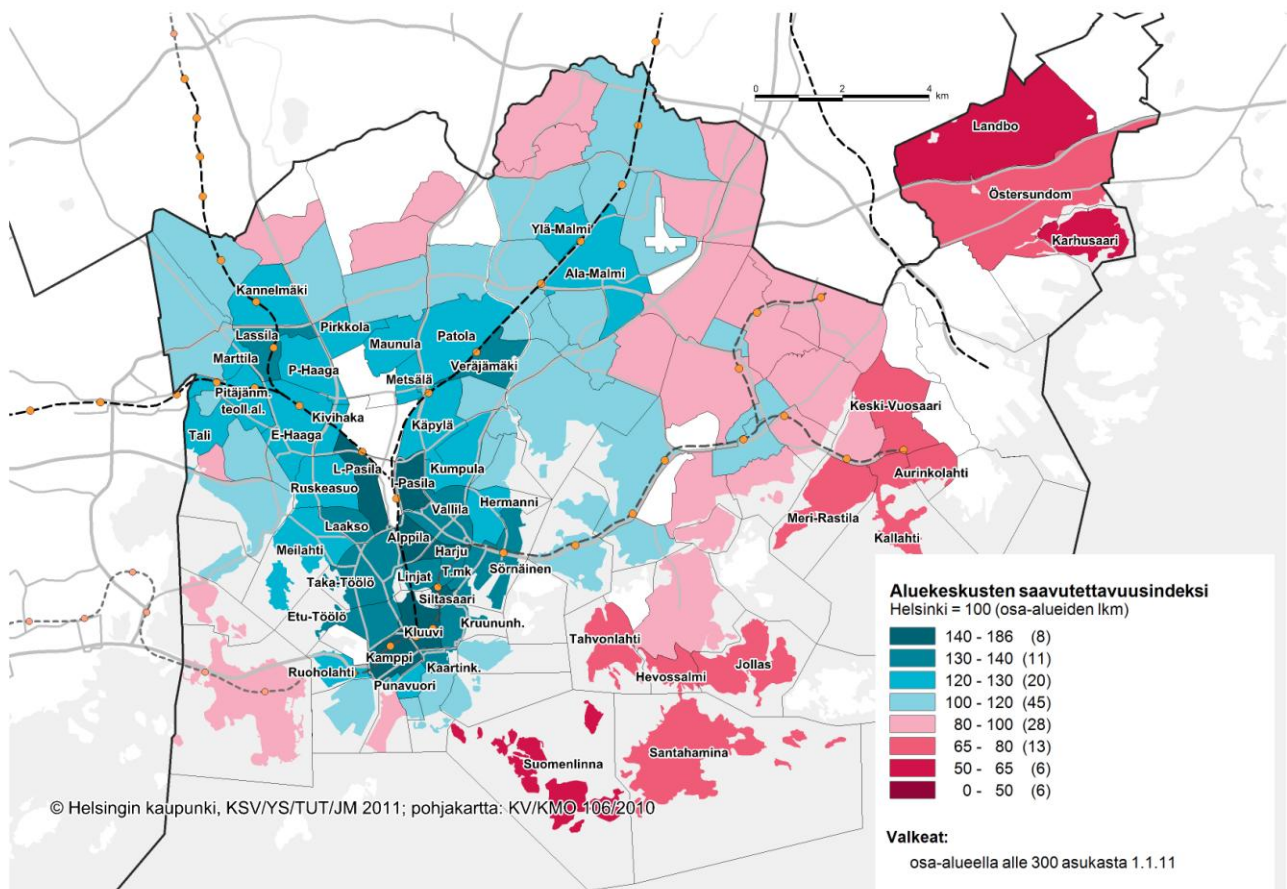 0 2 4
km
Landbo
Östersundom
Karhusaari
Ylä-Malmi
Ala-Malmi
Kannelmäki
Lassila
Pirkkola
Maunula
Patola
Marttila
P-Haaga
Veräjämäki
Metsälä
Pitäjänm.
teoll.al.
Kivihaka
Keski-Vuosaari
Tali
E-Haaga
Käpylä
L-Pasila
I-Pasila
Kumpula
Aurinkolahti
Ruskeasuo
Vallila
Hermanni
Meri-Rastila
Laakso
Alppila
Kallahti
Meilahti
Harju
Taka-Töölö
Linjat
T.mk
Sörnäinen
Siltasaari
Etu-Töölö
Kluuvi
Kruununh.
Tahvonlahti
Jollas
Kamppi
Ruoholahti
Kaartink.
Hevossalmi
Punavuori
Santahamina
Suomenlinna
© Helsingin kaupunki, KSV/YS/TUT/JM 2011; pohjakartta: KV/KMO 106/2010
Aluekeskusten saavutettavuusindeksi
Helsinki = 100 (osa-alueiden lkm)
140 - 186 (8)
130 - 140 (11)
120 - 130 (20)
100 - 120 (45)
80 - 100 (28)
65 - 80 (13)
50 - 65 (6)
0 - 50 (6)
Valkeat:
osa-alueella alle 300 asukasta 1.1.11